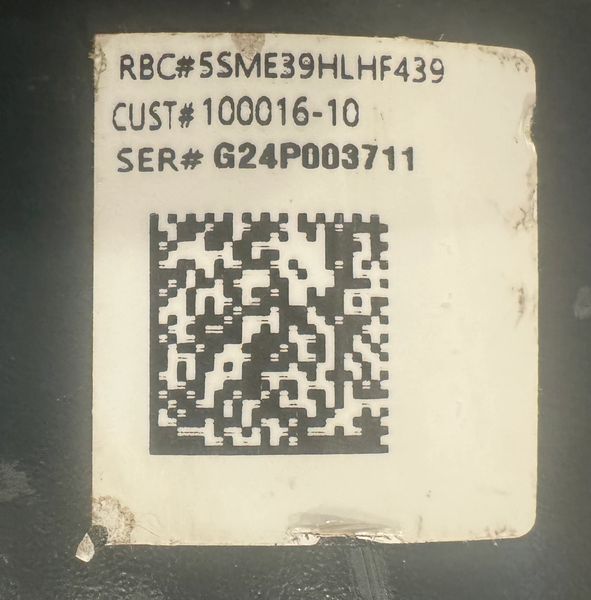 RBC#5SME39HLHF439
CUST#100016-10
SER# G24P003711